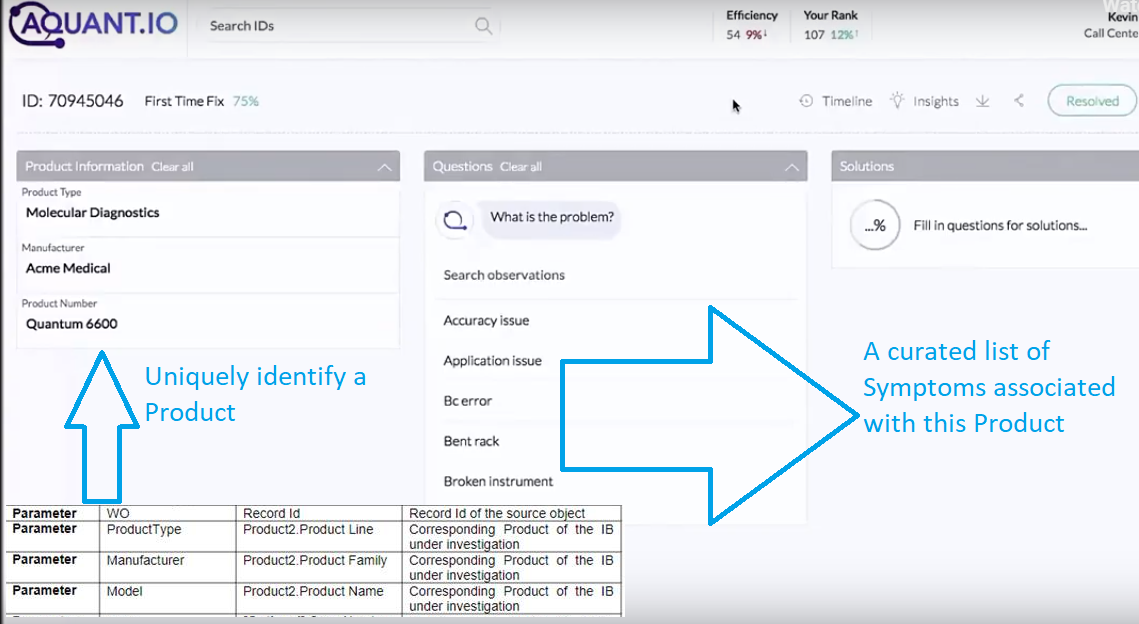 AQUANT.IO
Search IDs
Efficiency
54 9%↓
Your Rank
107 12%↑
Kevin
Call Cente
ID: 70945046 First Time Fix 75%
Timeline Insights Resolved
Product Information Clear all
Product Type
Molecular Diagnostics
Manufacturer
Acme Medical
Product Number
Quantum 6600
Uniquely identify a
Product
Questions Clear all
What is the problem?
Search observations
Accuracy issue
Application issue
Bc error
Bent rack
Broken instrument
Solutions
...% Fill in questions for solutions...
A curated list of
Symptoms associated
with this Product
Parameter WO Record Id Record Id of the source object
Parameter ProductType Product2.Product Line Corresponding Product of the IB
under investigation
Parameter Manufacturer Product2.Product Family Corresponding Product of the IB
under investigation
Parameter Model Product2.Product Name Corresponding Product of the IB
under investigation